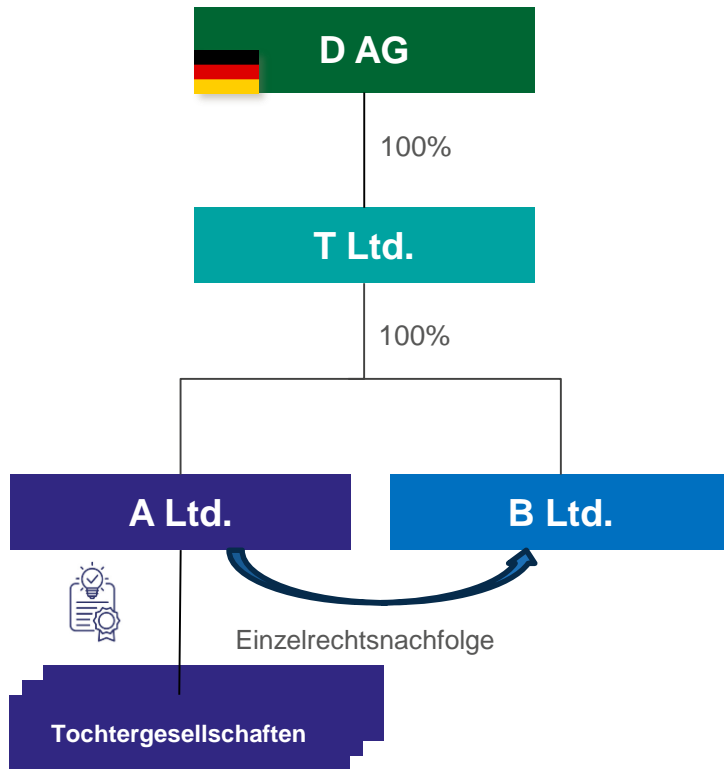 D AG
100%
T Ltd.
100%
A Ltd.
B Ltd.
Einzelrechtsnachfolge
Tochtergesellschaften